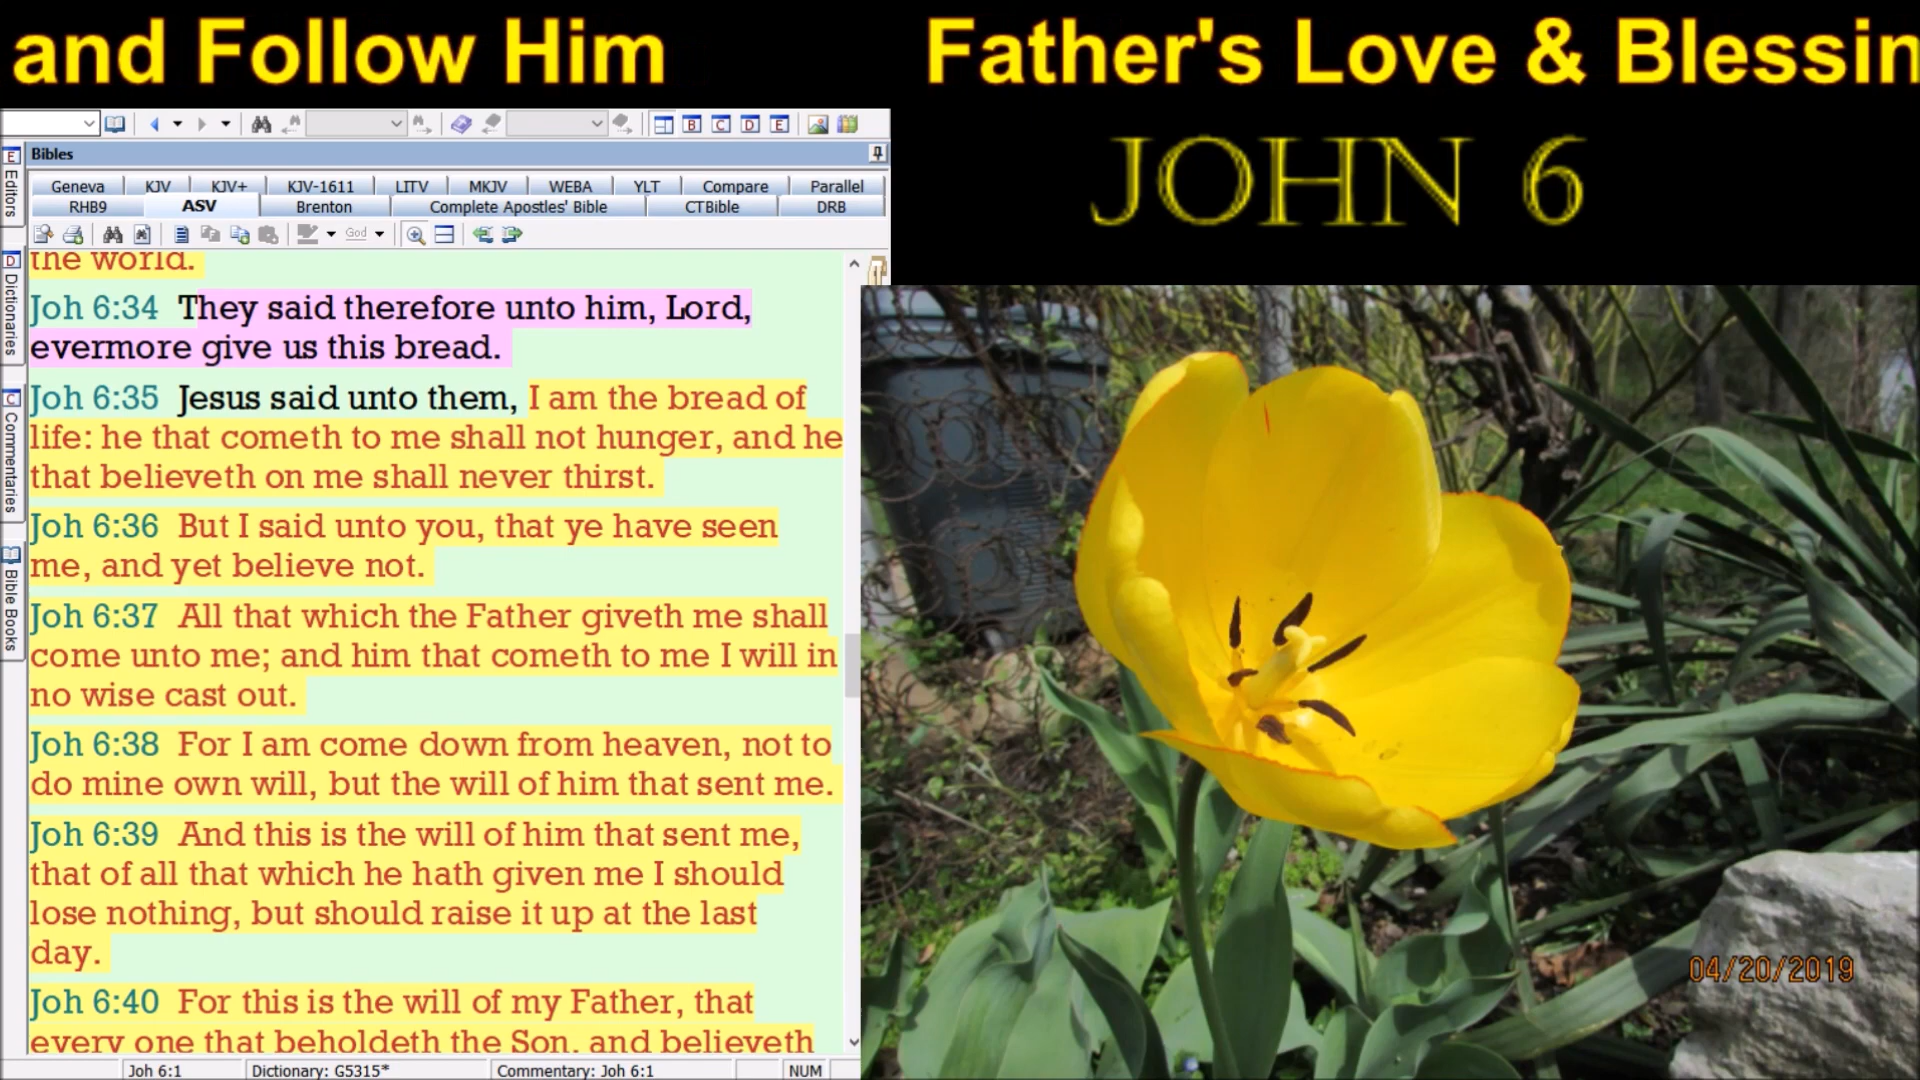 and Follow Him
Father's Love & Blessin
JOHN 6
B C D E
Bibles
Geneva KJV KJV+ KJV-1611 LITV MKJV WEBA YLT Compare Parallel
RHB9 ASV Brenton Complete Apostles' Bible CTBible DRB
God
E Editors
D Dictionaries
C Commentaries
Bible Books
the world.
Joh 6:34 They said therefore unto him, Lord,
evermore give us this bread.
Joh 6:35 Jesus said unto them, I am the bread of
life: he that cometh to me shall not hunger, and he
that believeth on me shall never thirst.
Joh 6:36 But I said unto you, that ye have seen
me, and yet believe not.
Joh 6:37 All that which the Father giveth me shall
come unto me; and him that cometh to me I will in
no wise cast out.
Joh 6:38 For I am come down from heaven, not to
do mine own will, but the will of him that sent me.
Joh 6:39 And this is the will of him that sent me,
that of all that which he hath given me I should
lose nothing, but should raise it up at the last
day.
Joh 6:40 For this is the will of my Father, that
every one that beholdeth the Son, and believeth
Joh 6:1 Dictionary: G5315* Commentary: Joh 6:1 NUM
04/20/2019